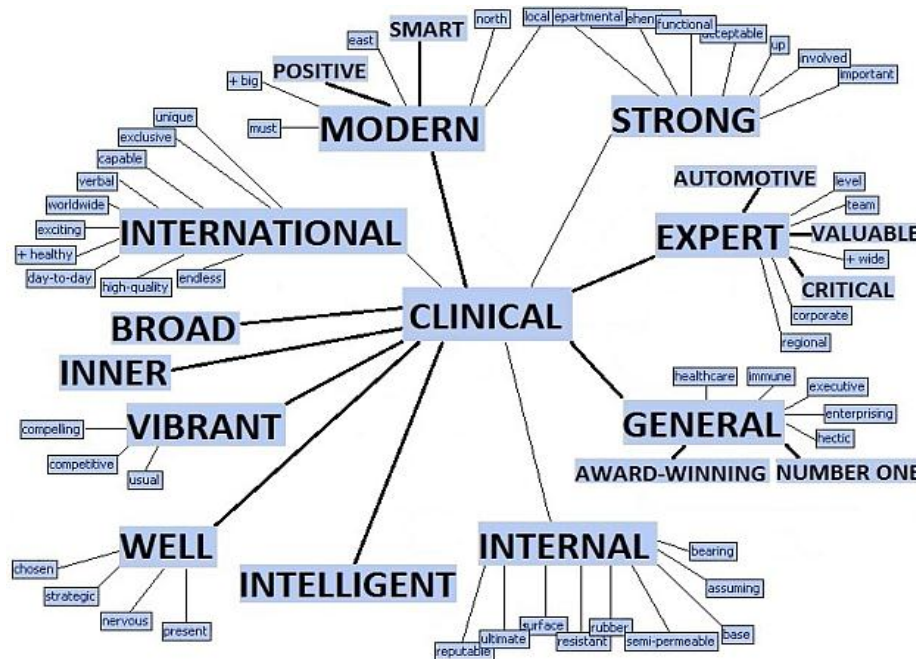 SMART
north
local
functional
up
east
POSITIVE
involved
important
+ big
must
MODERN
STRONG
unique
exclusive
capable
verbal
worldwide
exciting
+ healthy
day-to-day
high-quality
endless
INTERNATIONAL
AUTOMOTIVE
level
team
EXPERT
VALUABLE
+ wide
CRITICAL
corporate
regional
CLINICAL
BROAD
INNER
VIBRANT
compelling
competitive
usual
healthcare
immune
executive
enterprising
hectic
GENERAL
AWARD-WINNING
NUMBER ONE
WELL
chosen
strategic
nervous
present
INTELLIGENT
INTERNAL
bearing
assuming
base
semi-permeable
rubber
resistant
surface
ultimate
reputable